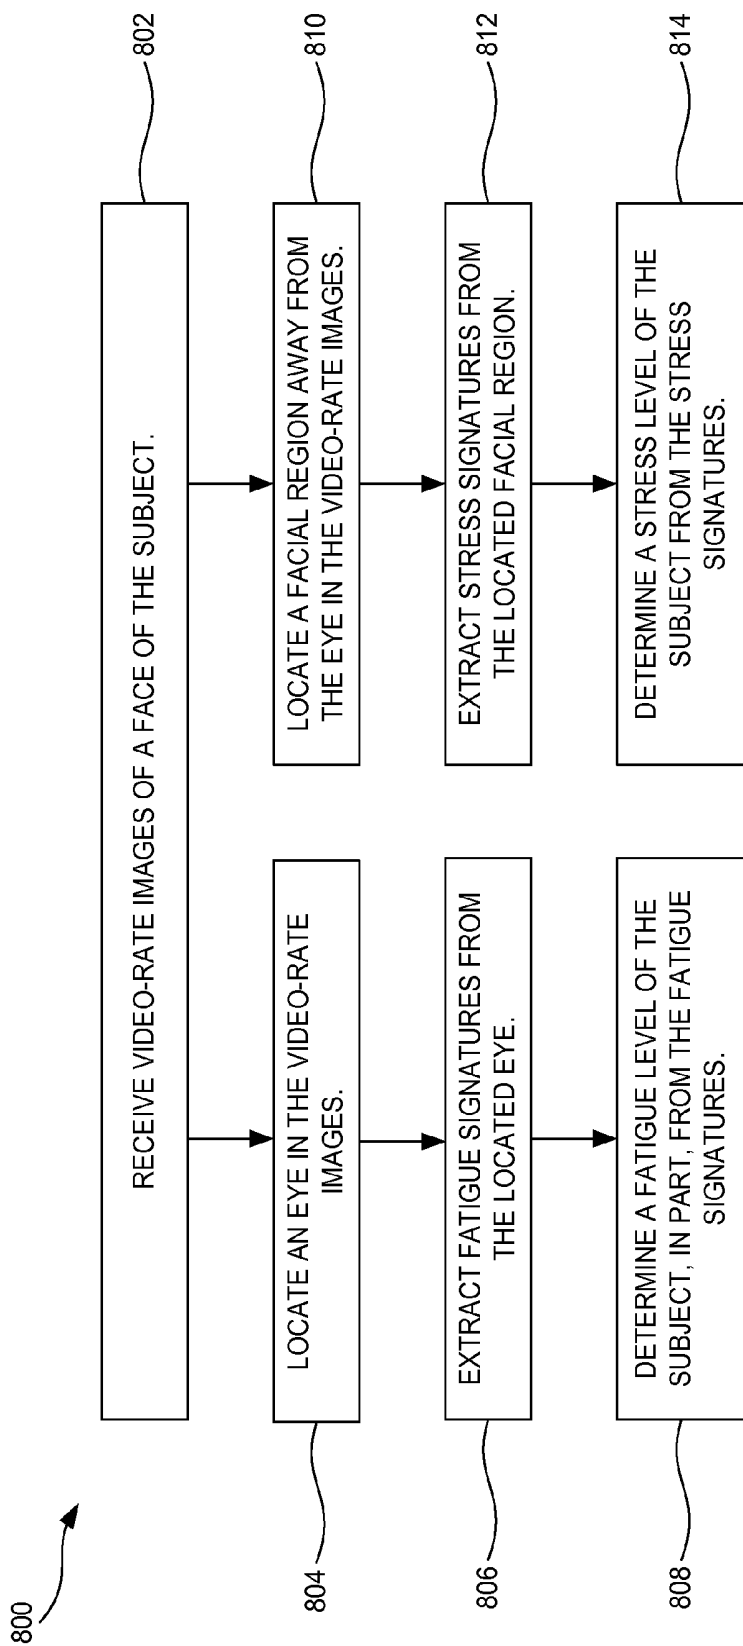 800
802
RECEIVE VIDEO-RATE IMAGES OF A FACE OF THE SUBJECT.
804
LOCATE AN EYE IN THE VIDEO-RATE
IMAGES.
806
EXTRACT FATIGUE SIGNATURES FROM
THE LOCATED EYE.
808
DETERMINE A FATIGUE LEVEL OF THE
SUBJECT, IN PART, FROM THE FATIGUE
SIGNATURES.
810
LOCATE A FACIAL REGION AWAY FROM
THE EYE IN THE VIDEO-RATE IMAGES.
812
EXTRACT STRESS SIGNATURES FROM
THE LOCATED FACIAL REGION.
814
DETERMINE A STRESS LEVEL OF THE
SUBJECT FROM THE STRESS
SIGNATURES.